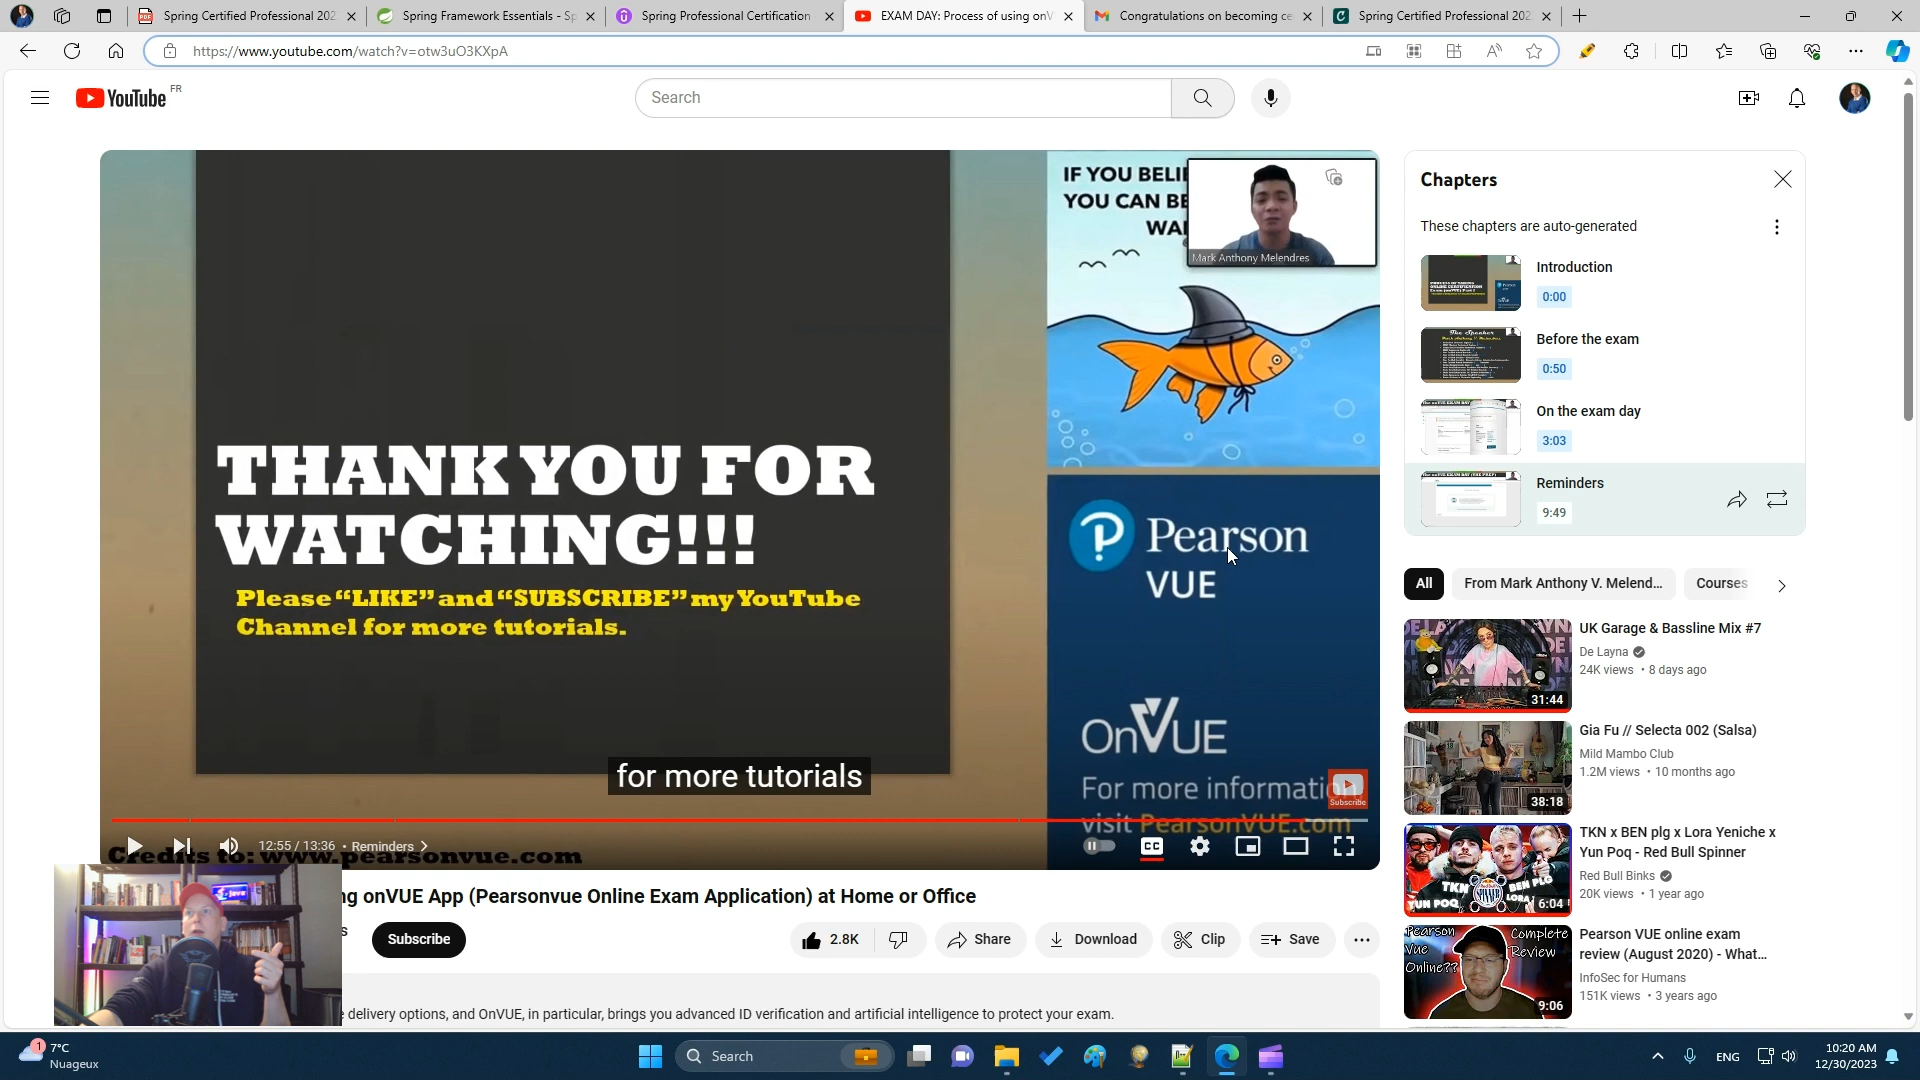 Spring Certified Professional 202
Spring Framework Essentials - Sp
Spring Professional Certification
EXAM DAY: Process of using onV
Congratulations on becoming ce
Spring Certified Professional 202
https://www.youtube.com/watch?v=otw3uO3KXpA
YouTube FR
Search
IF YOU BELI
YOU CAN BE
WA
Mark Anthony Melendres
THANK YOU FOR
WATCHING!!!
Please “LIKE” and “SUBSCRIBE” my YouTube
Channel for more tutorials.
Pearson
VUE
OnVUE
For more informati
visit PearsonVUE.com
Subscribe
for more tutorials
12:55 / 13:36 • Reminders
CC
Credits to: www.pearsonvue.com
ng onVUE App (Pearsonvue Online Exam Application) at Home or Office
s
Subscribe
2.8K
Share
Download
Clip
Save
delivery options, and OnVUE, in particular, brings you advanced ID verification and artificial intelligence to protect your exam.
Chapters
These chapters are auto-generated
Introduction
0:00
Before the exam
0:50
On the exam day
3:03
Reminders
9:49
All
From Mark Anthony V. Melend...
Courses
UK Garage & Bassline Mix #7
De Layna
24K views • 8 days ago
31:44
Gia Fu // Selecta 002 (Salsa)
Mild Mambo Club
1.2M views • 10 months ago
38:18
TKN x BEN plg x Lora Yeniche x
Yun Poq - Red Bull Spinner
Red Bull Binks
20K views • 1 year ago
6:04
Pearson VUE online exam
review (August 2020) - What...
InfoSec for Humans
151K views • 3 years ago
Pearson
Vue
Online??
Complete
Review
9:06
1
7°C
Nuageux
Search
ENG
10:20 AM
12/30/2023